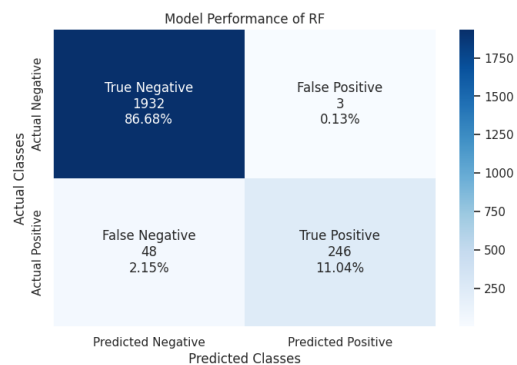 Model Performance of RF
Actual Classes
Actual Negative
Actual Positive
True Negative
1932
86.68%
False Positive
3
0.13%
False Negative
48
2.15%
True Positive
246
11.04%
Predicted Negative
Predicted Positive
Predicted Classes
1750
1500
1250
1000
750
500
250